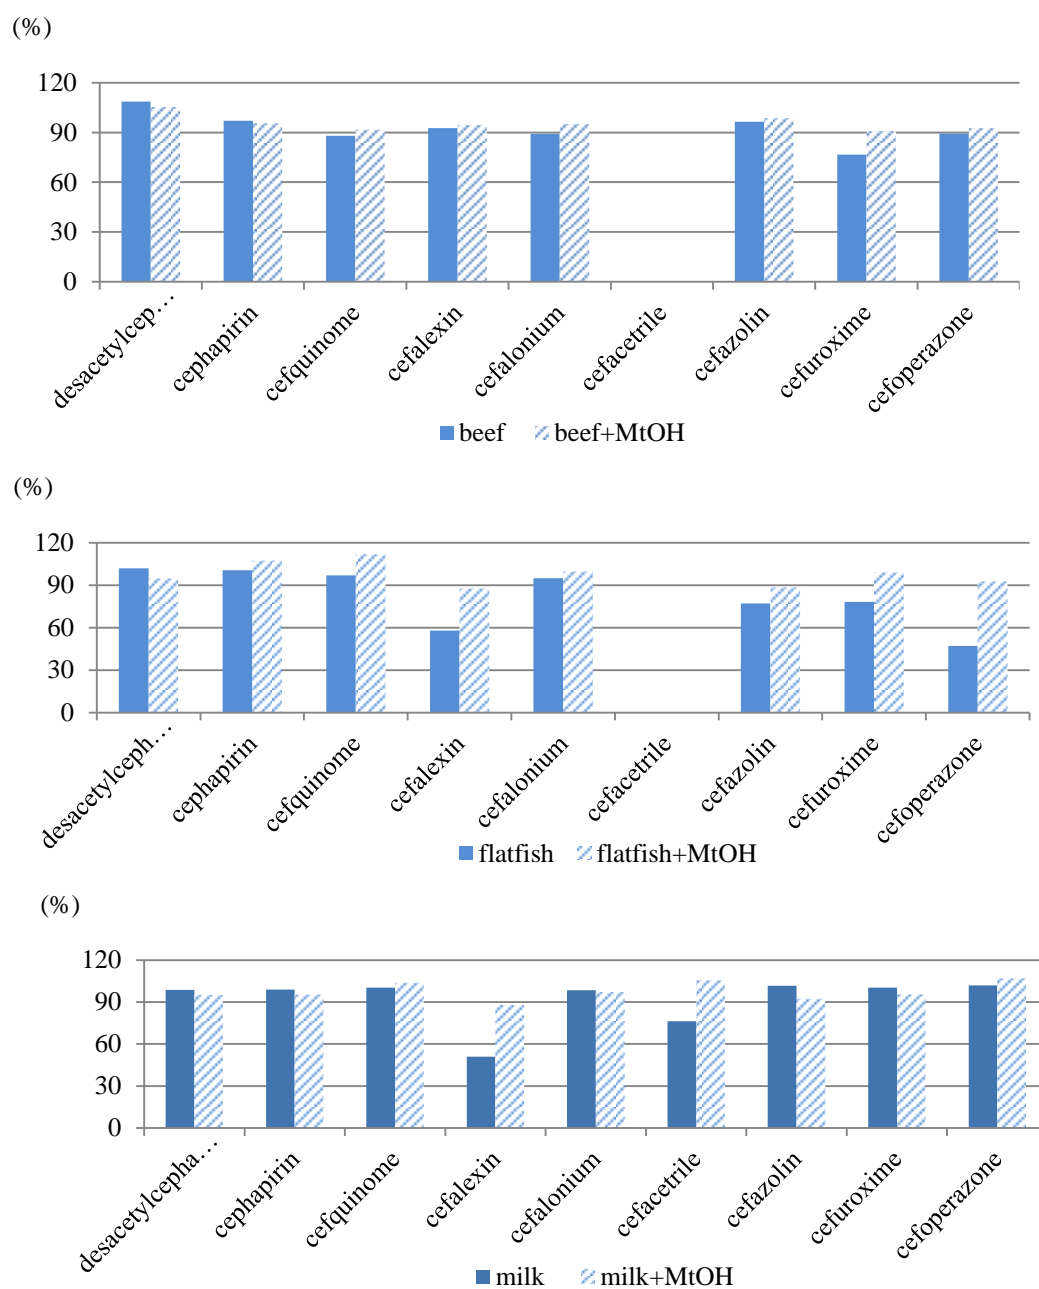 (%)
120
90
60
30
0
desacetylcep…
cephapirin
cefquinome
cefalexin
cefalonium
cefacetrile
cefazolin
cefuroxime
cefoperazone
beef beef+MtOH
(%)
120
90
60
30
0
desacetylceph…
cephapirin
cefquinome
cefalexin
cefalonium
cefacetrile
cefazolin
cefuroxime
cefoperazone
flatfish flatfish+MtOH
(%)
120
90
60
30
0
desacetylcepha…
cephapirin
cefquinome
cefalexin
cefalonium
cefacetrile
cefazolin
cefuroxime
cefoperazone
milk milk+MtOH